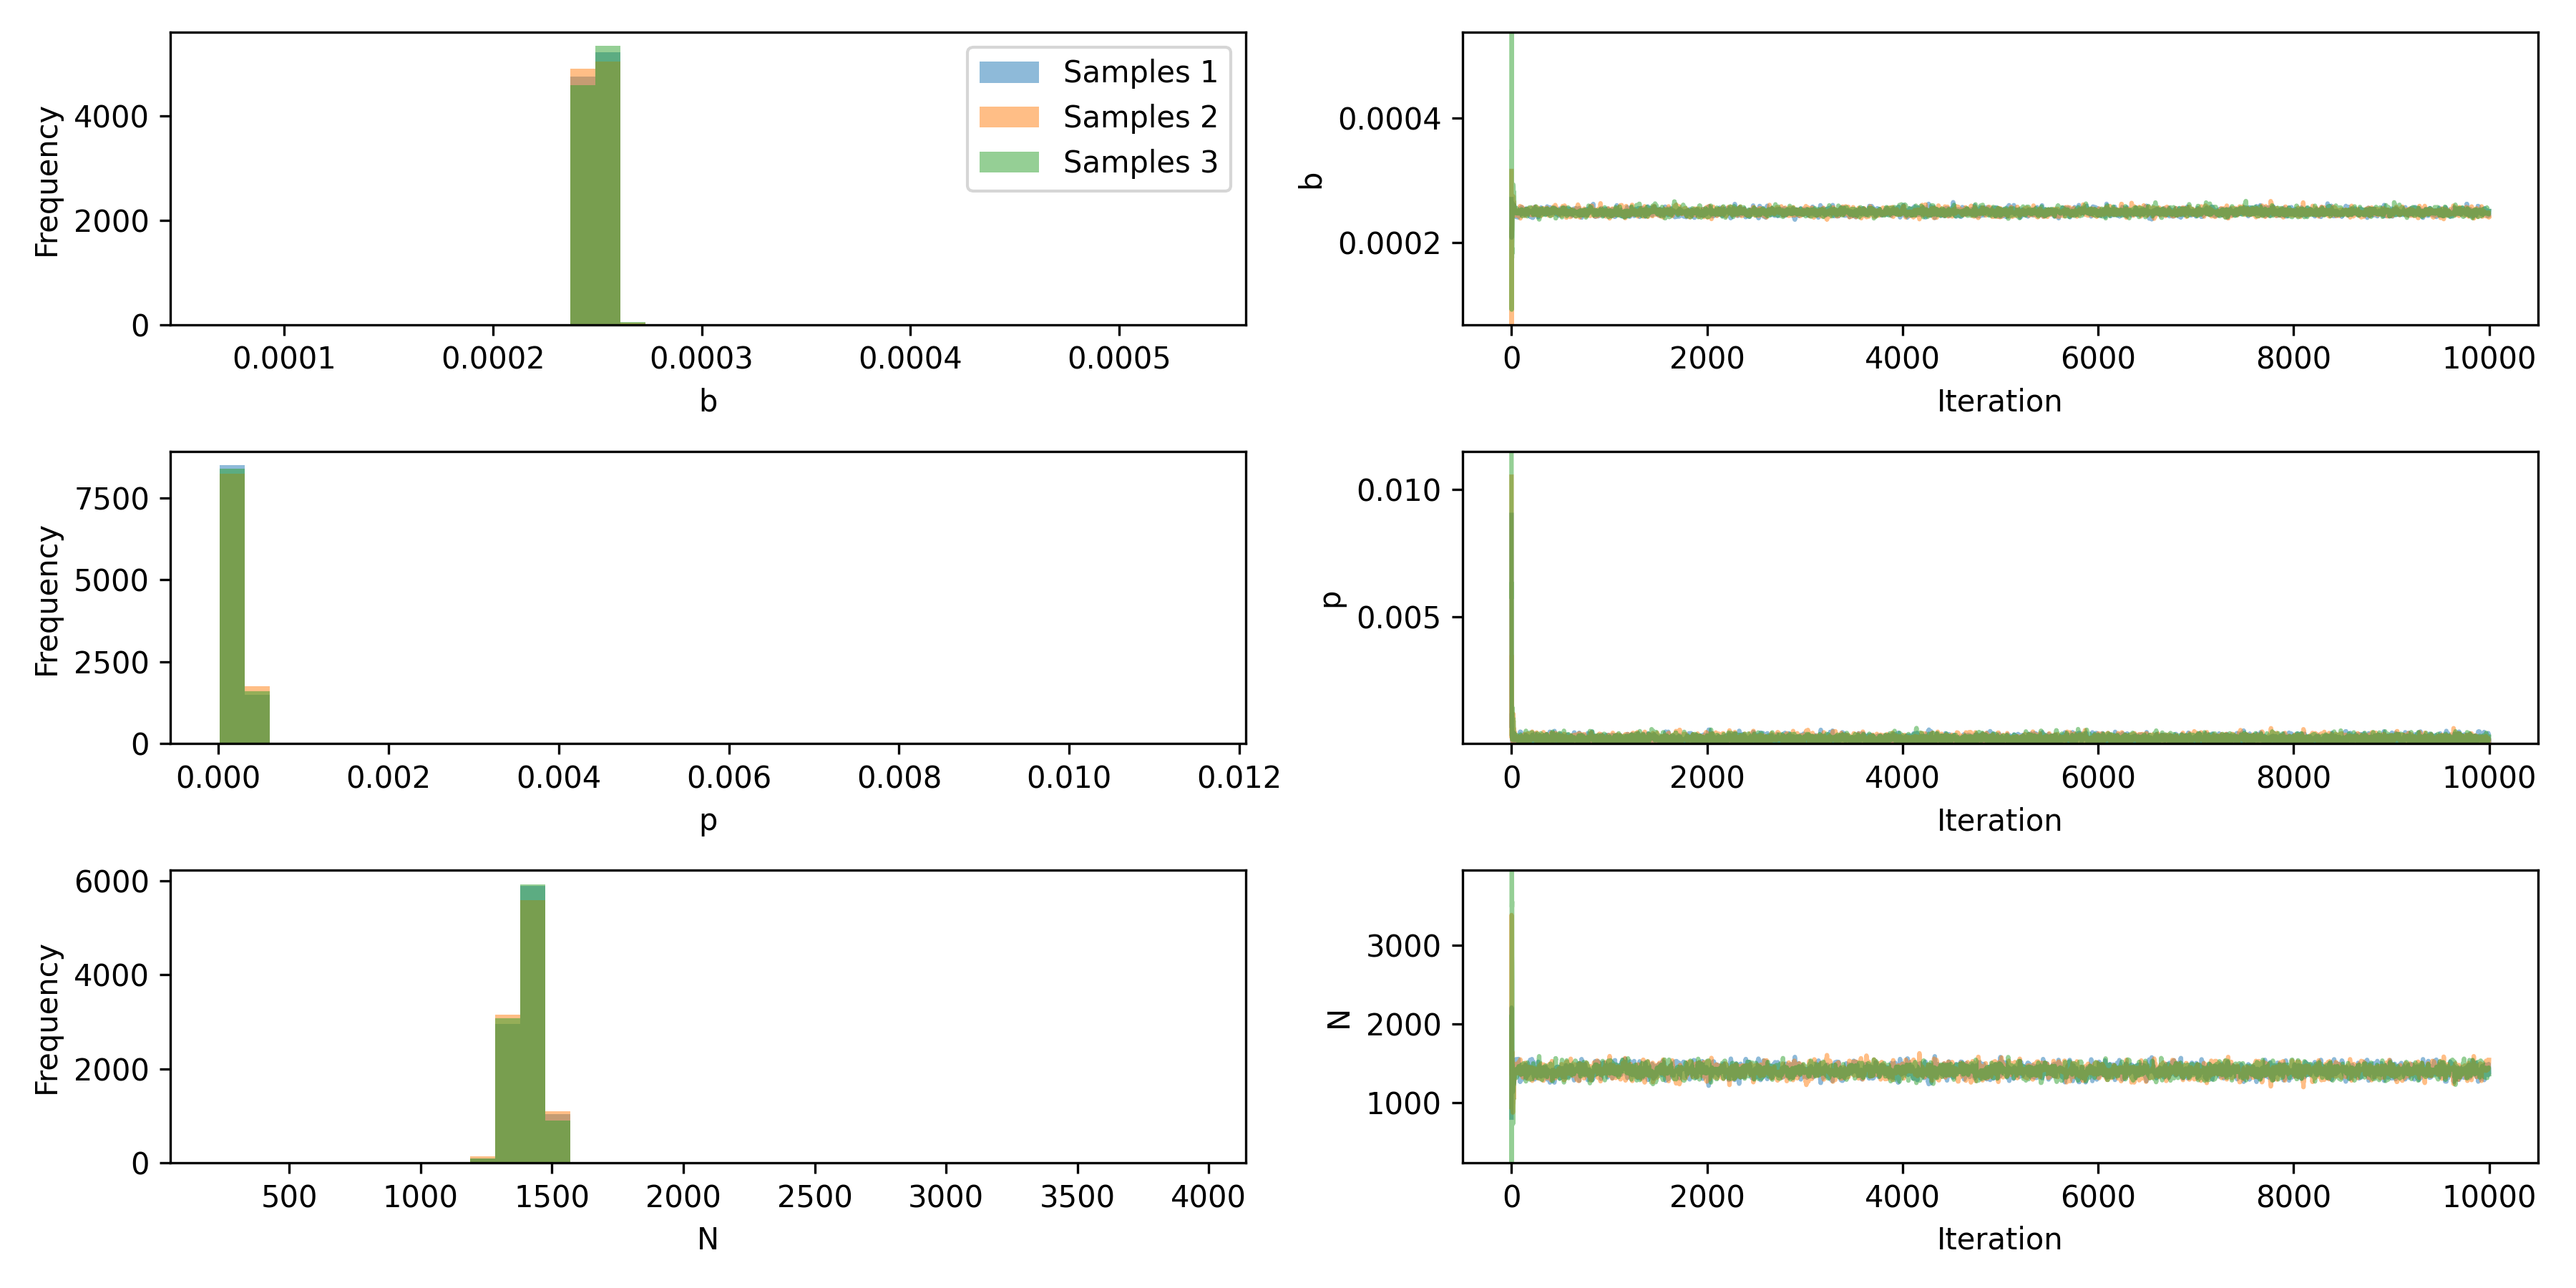 Frequency
4000
2000
0
0.0001 0.0002 0.0003 0.0004 0.0005
b
Samples 1
Samples 2
Samples 3
b
0.0004
0.0002
0 2000 4000 6000 8000 10000
Iteration
Frequency
7500
5000
2500
0
0.000 0.002 0.004 0.006 0.008 0.010 0.012
p
p
0.010
0.005
0 2000 4000 6000 8000 10000
Iteration
Frequency
6000
4000
2000
0
500 1000 1500 2000 2500 3000 3500 4000
N
N
3000
2000
1000
0 2000 4000 6000 8000 10000
Iteration